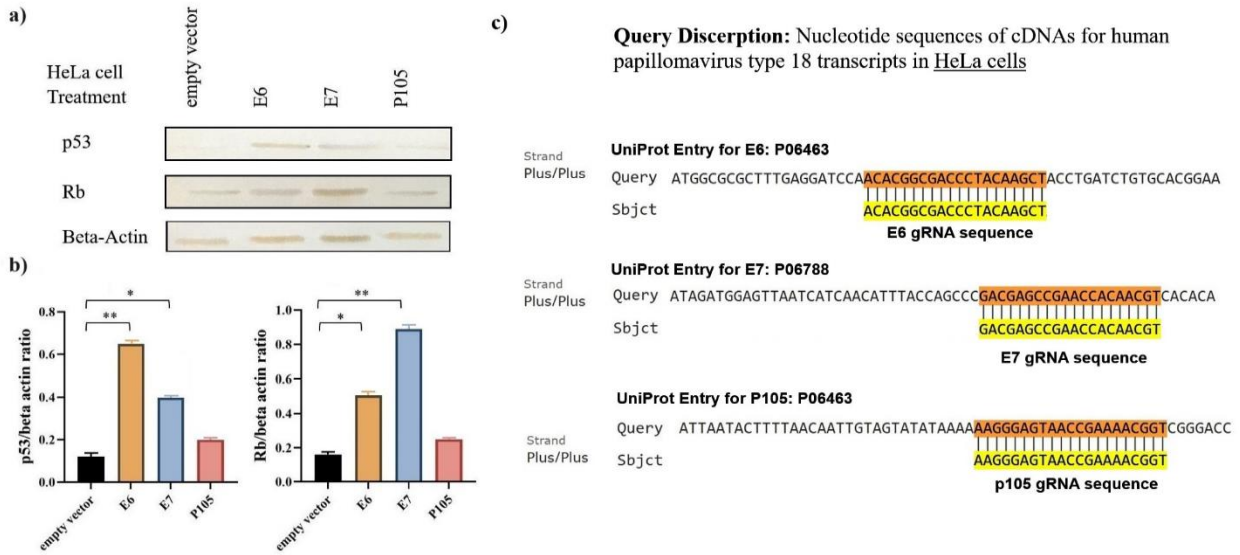 a)
HeLa cell
Treatment
empty vector
E6
E7
P105
p53
Rb
Beta-Actin
b)
p53/beta actin ratio
0.8
0.6
0.4
0.2
0.0
*
**
empty vector
E6
E7
P105
Rb/beta actin ratio
1.0
0.8
0.6
0.4
0.2
0.0
**
*
empty vector
E6
E7
P105
c)
Query Discerption: Nucleotide sequences of cDNAs for human
papillomavirus type 18 transcripts in HeLa cells
Strand
Plus/Plus
UniProt Entry for E6: P06463
Query ATGGCGCGCTTTGAGGATCCAACACGGCGACCCTACAAGCTACCTGATCTGTGCACGGAA
Sbjct ACACGGCGACCCTACAAGCT
E6 gRNA sequence
Strand
Plus/Plus
UniProt Entry for E7: P06788
Query ATAGATGGAGTTAATCATCAACATTTACCAGCCCGACGAGCCGAACCACAACGTCACACA
Sbjct GACGAGCCGAACCACAACGT
E7 gRNA sequence
Strand
Plus/Plus
UniProt Entry for P105: P06463
Query ATTAATACTTTTAACAATTGTAGTATATAAAAAAGGGAGTAACCGAAAACGGTCGGGACC
Sbjct AAGGGAGTAACCGAAAACGGT
p105 gRNA sequence